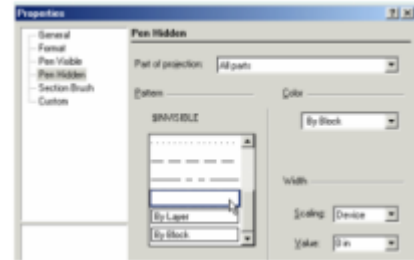 Properties
General
Format
Pen Visible
Pen Hidden
Section Brush
Custom
Pen Hidden
Part of projection: All parts
Pattern
$INVISIBLE
By Layer
By Block
Color
By Block
Width
Scaling: Device
Value: 0 in